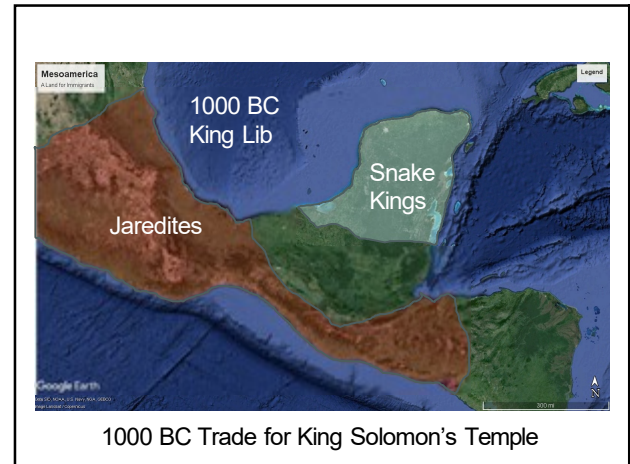 Mesoamerica
A Land for Immigrants
Legend
1000 BC
King Lib
Snake
Kings
Jaredites
Google Earth
N
300 mi
1000 BC Trade for King Solomon's Temple